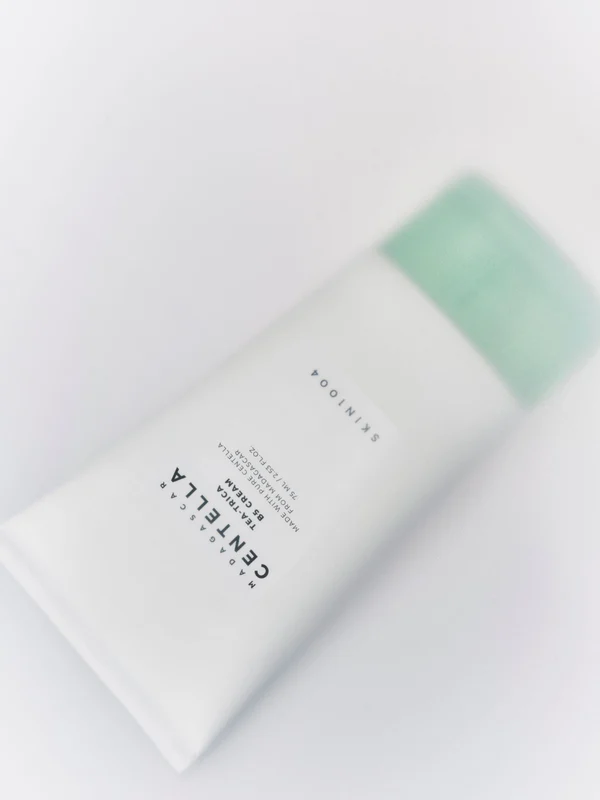 MADAGASCAR
CENTELLA
TEA-TRICA
B5 CREAM
MADE WITH PURE CENTELLA
FROM MADAGASCAR
75 ML / 2.53 FL.OZ
SKIN1004